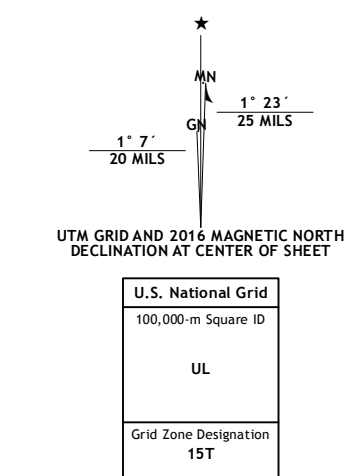 ★
MN
GN
1° 23´
25 MILS
1° 7´
20 MILS
UTM GRID AND 2016 MAGNETIC NORTH
DECLINATION AT CENTER OF SHEET
U.S. National Grid
100,000-m Square ID
UL
Grid Zone Designation
15T